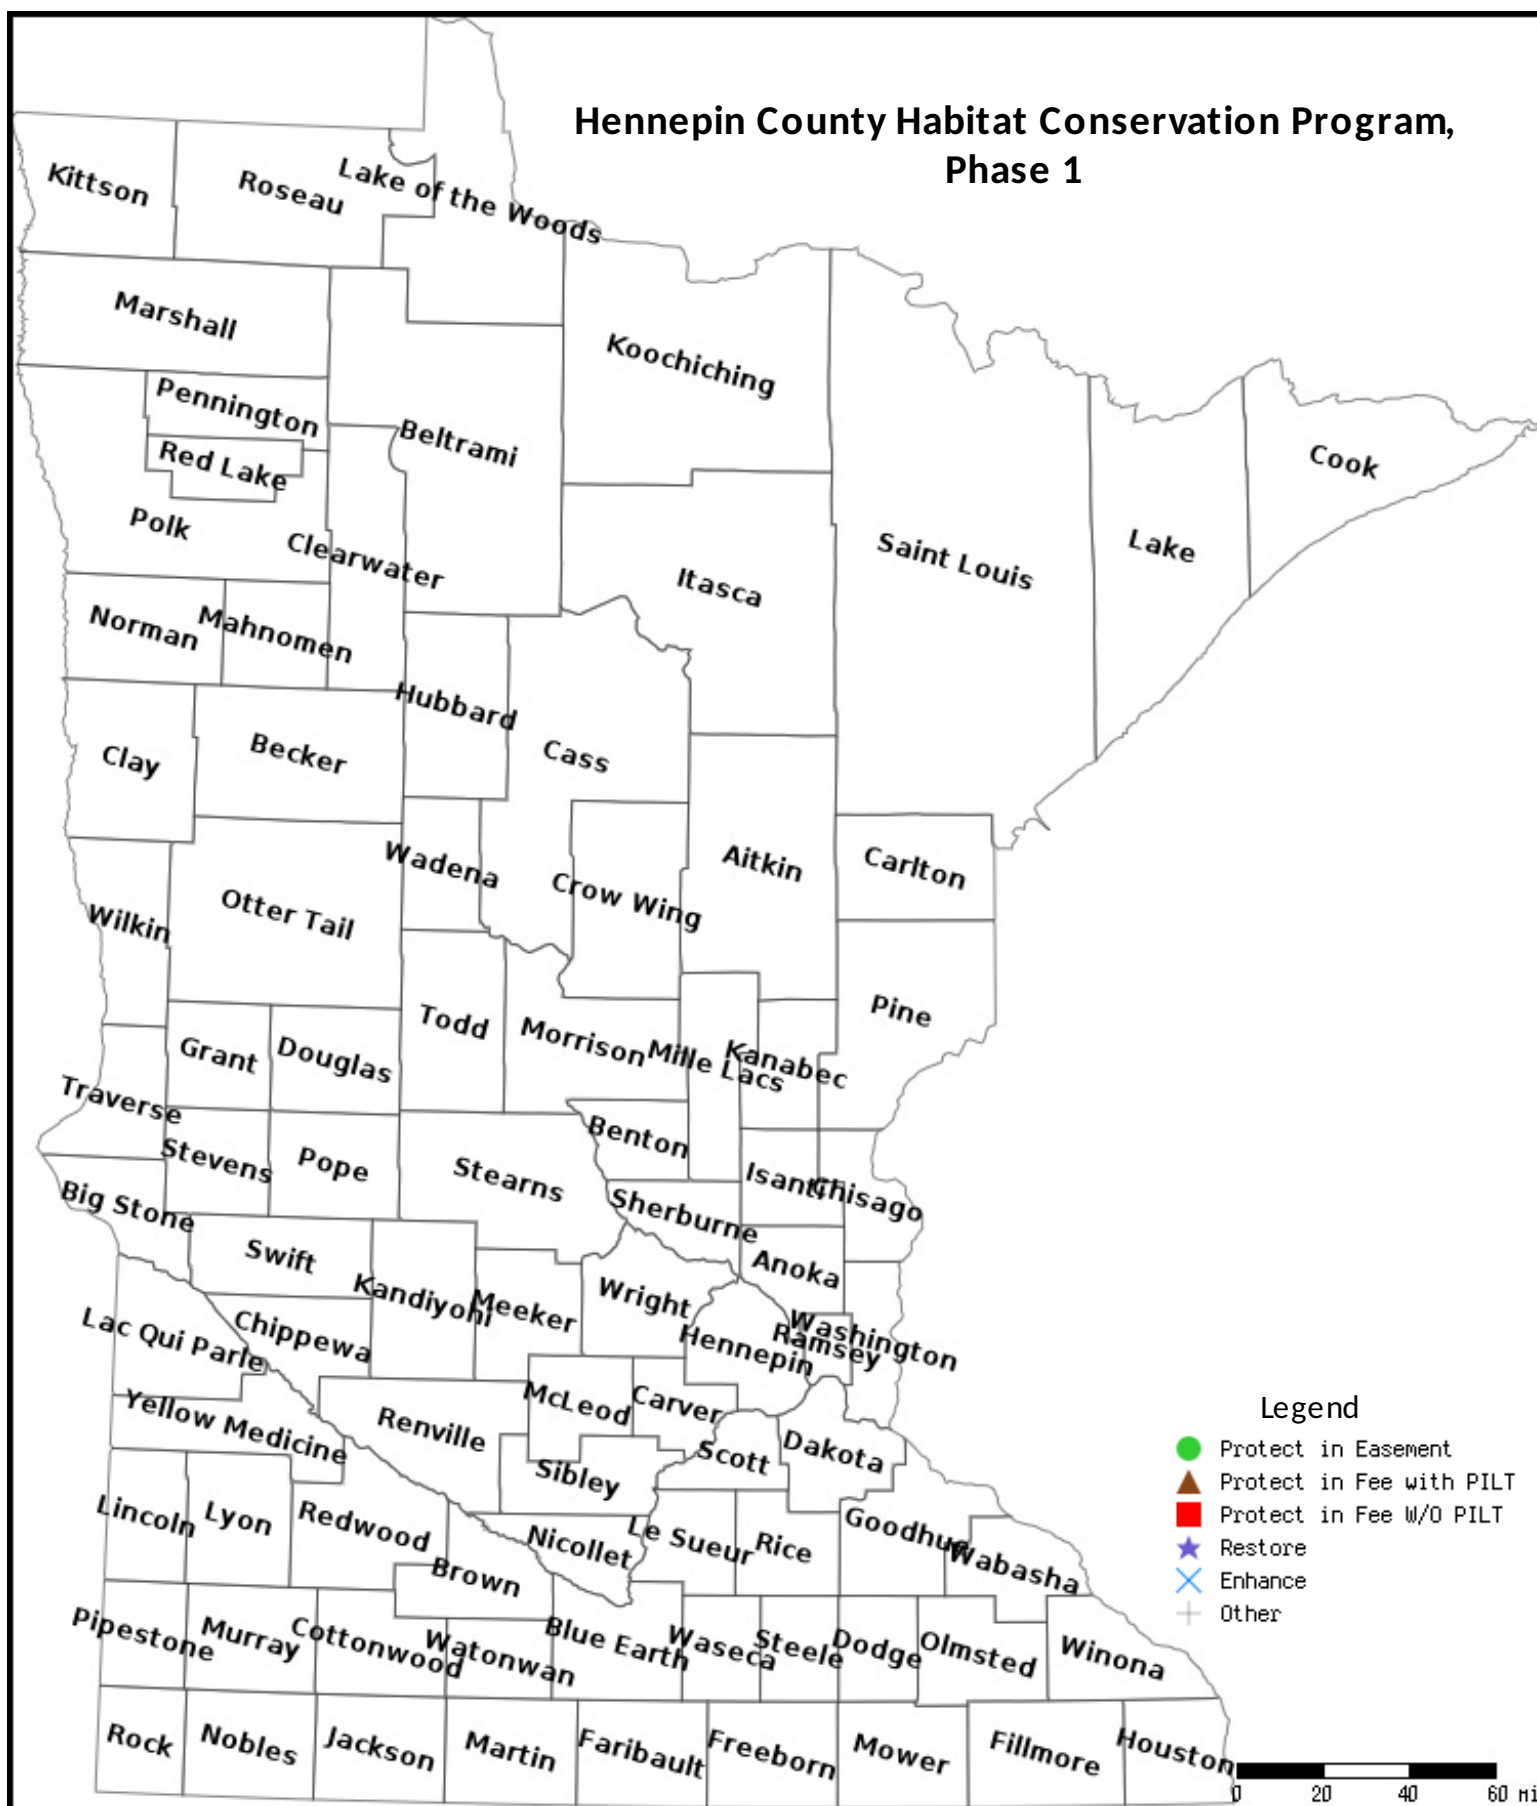 Hennepin County Habitat Conservation Program,
Phase 1
Kittson
Roseau
Lake of the Woods
Marshall
Koochiching
Pennington
Beltrami
Red Lake
Cook
Polk
Clearwater
Saint Louis
Lake
Itasca
Norman
Mahnomen
Hubbard
Clay
Becker
Cass
Wadena
Aitkin
Carlton
Crow Wing
Otter Tail
Wilkin
Pine
Todd
Morrison
Mille Lacs
Kanabec
Grant
Douglas
Traverse
Benton
Stevens
Pope
Stearns
Isanti
Chisago
Big Stone
Sherburne
Swift
Anoka
Kandiyohi
Meeker
Wright
Lac Qui Parle
Chippewa
Hennepin
Ramsey
Washington
McLeod
Carver
Yellow Medicine
Renville
Scott
Dakota
Sibley
Lincoln
Lyon
Redwood
Nicollet
Le Sueur
Rice
Goodhue
Wabasha
Brown
Pipestone
Murray
Cottonwood
Watonwan
Blue Earth
Waseca
Steele
Dodge
Olmsted
Winona
Rock
Nobles
Jackson
Martin
Faribault
Freeborn
Mower
Fillmore
Houston
Legend
Protect in Easement
Protect in Fee with PILT
Protect in Fee W/O PILT
Restore
Enhance
Other
0 20 40 60 Mi